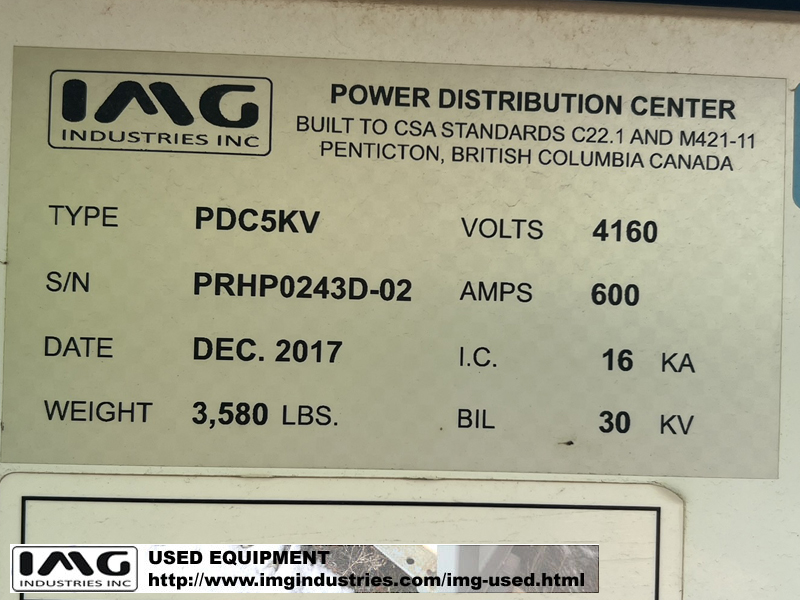 IMG
INDUSTRIES INC
POWER DISTRIBUTION CENTER
BUILT TO CSA STANDARDS C22.1 AND M421-11
PENTICTON, BRITISH COLUMBIA CANADA
TYPE PDC5KV VOLTS 4160
S/N PRHP0243D-02 AMPS 600
DATE DEC. 2017 I.C. 16 KA
WEIGHT 3,580 LBS. BIL 30 KV
IMG
INDUSTRIES INC
USED EQUIPMENT
http://www.imgindustries.com/img-used.html